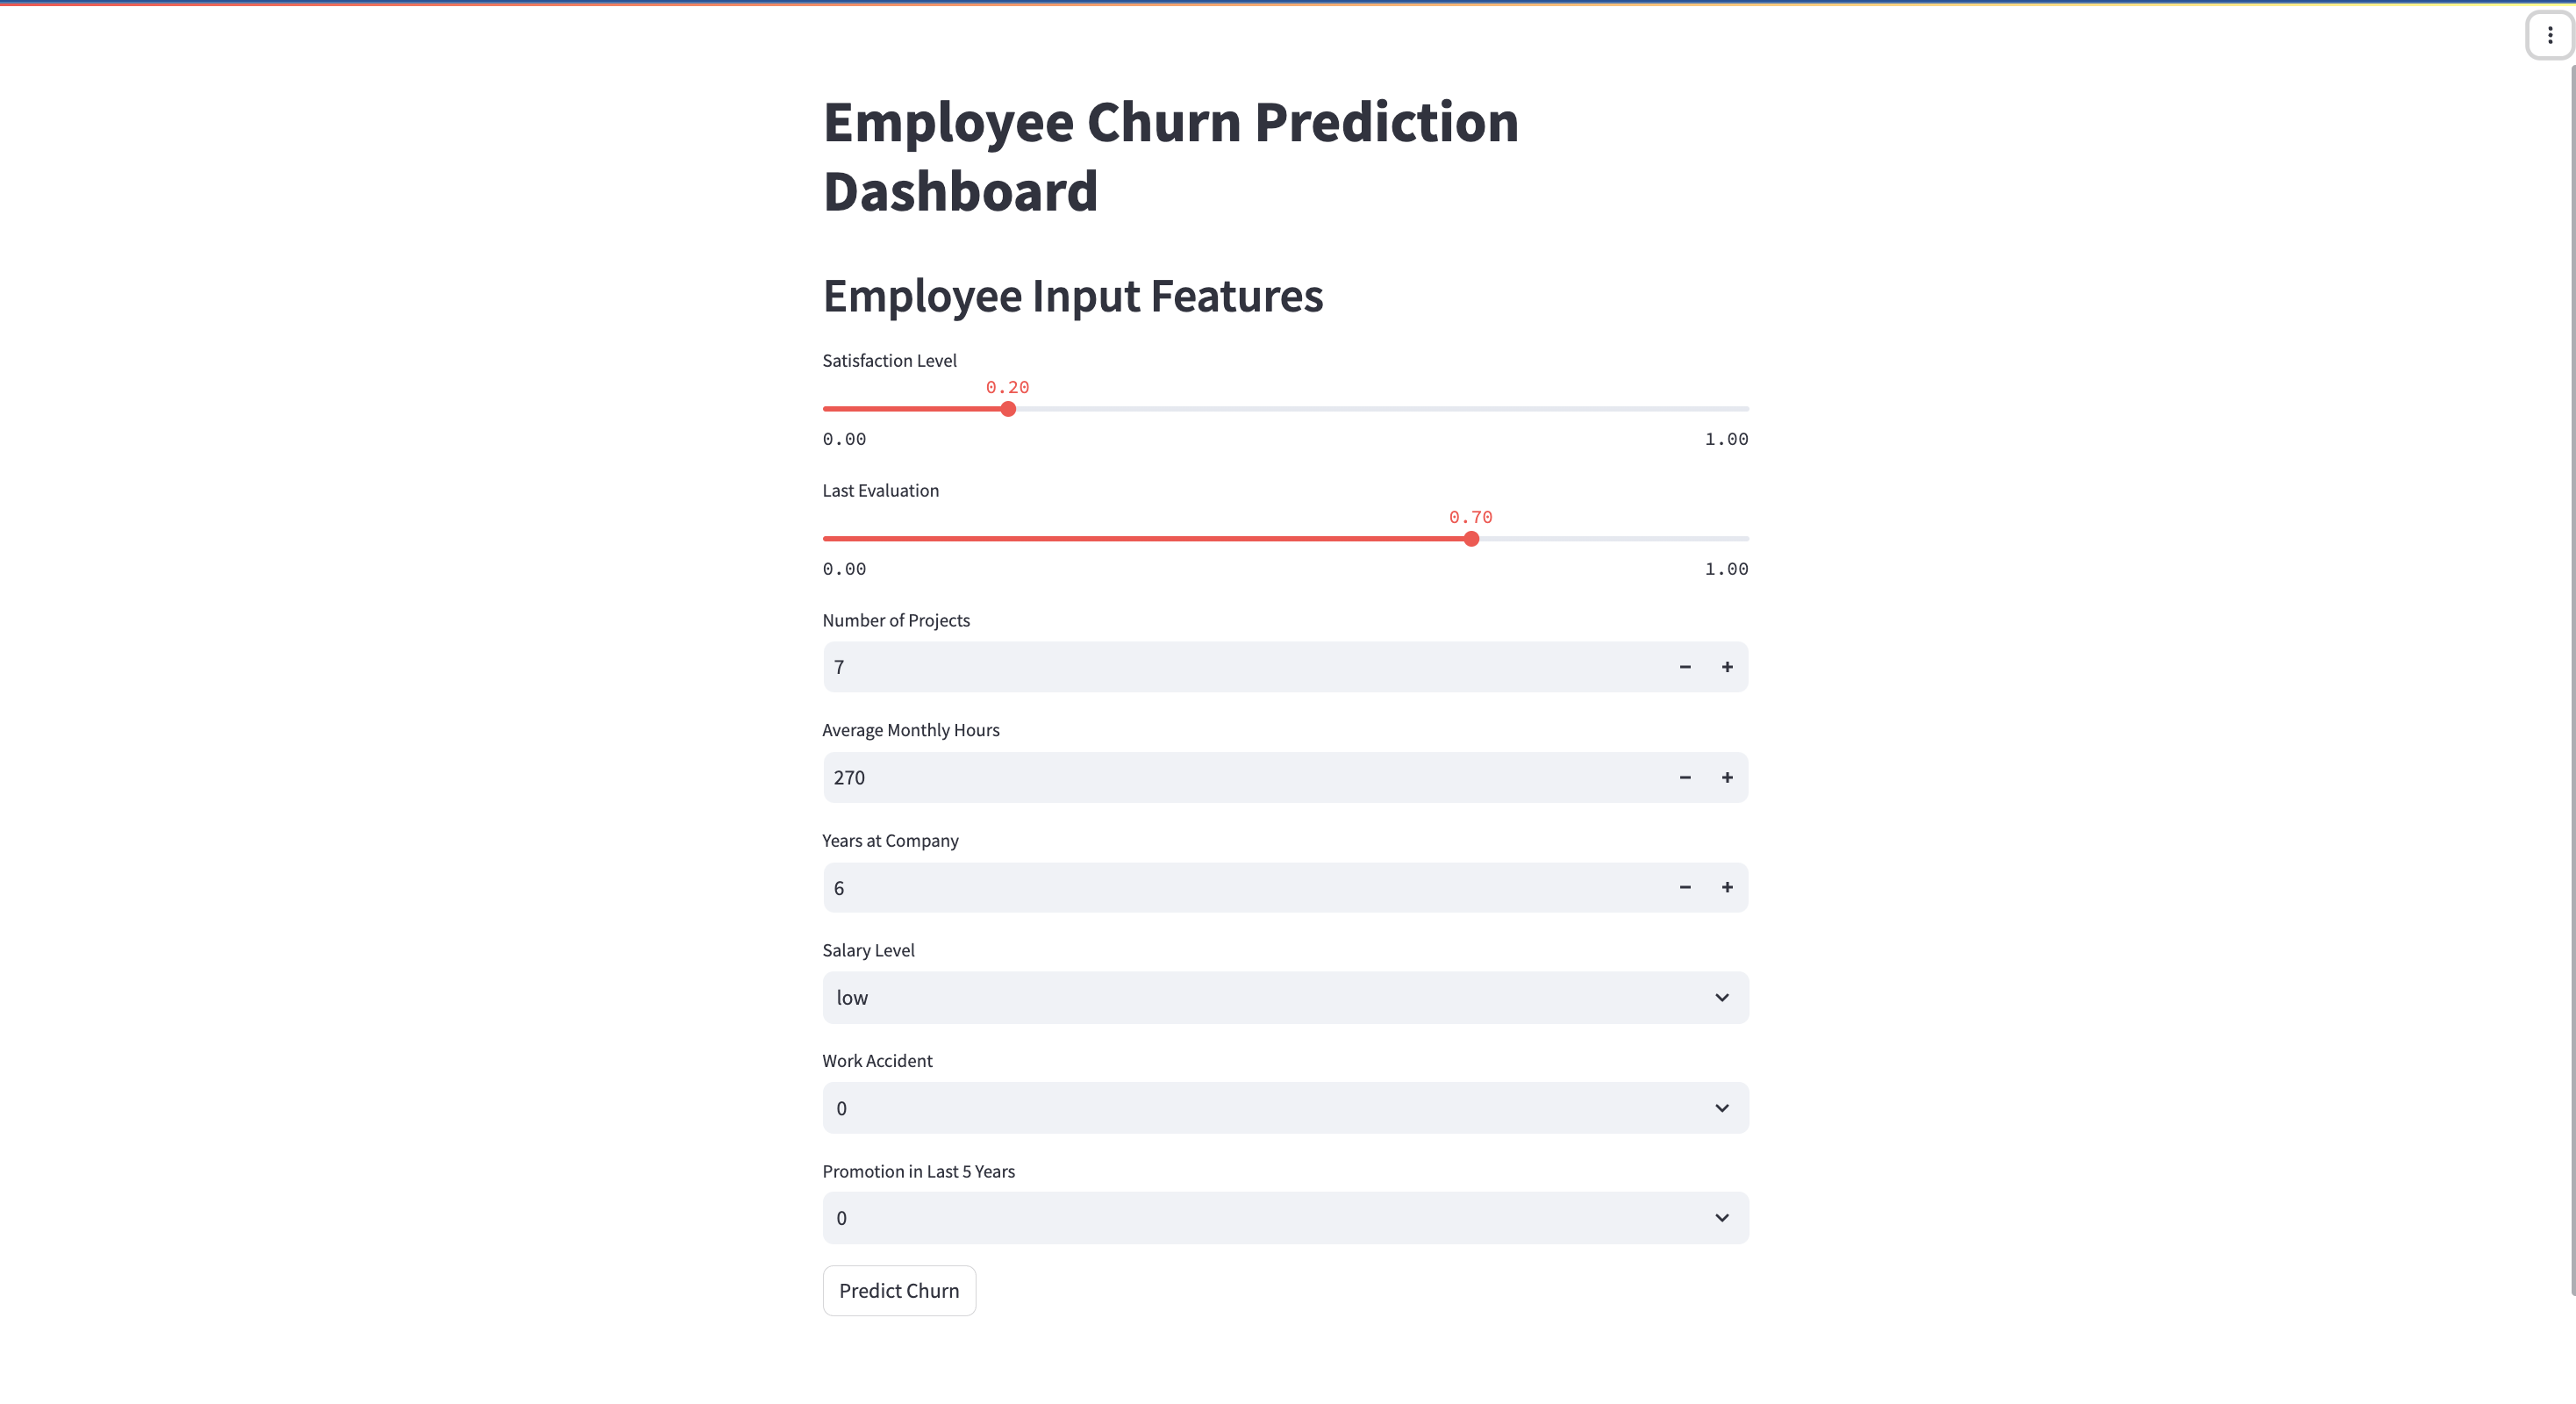 Employee Churn Prediction
Dashboard
Employee Input Features
Satisfaction Level
0.20
0.00 1.00
Last Evaluation
0.70
0.00 1.00
Number of Projects
7
Average Monthly Hours
270
Years at Company
6
Salary Level
low
Work Accident
0
Promotion in Last 5 Years
0
Predict Churn